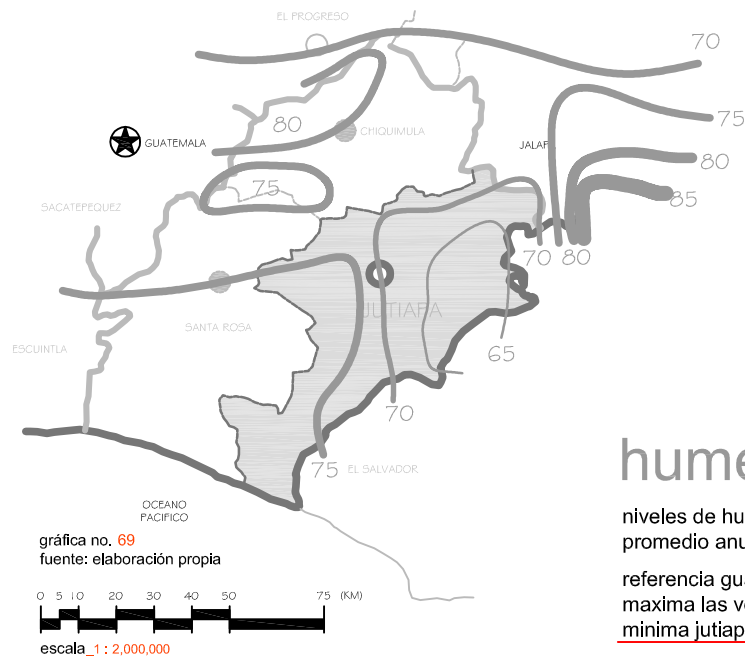 EL PROGRESO
70
75
80
CHIQUIMULA
GUATEMALA
JALAPA
80
85
75
SACATEPEQUEZ
70
80
JUTIAPA
SANTA ROSA
ESCUINTLA
65
70
75
EL SALVADOR
OCEANO
PACIFICO
gráfica no. 69
fuente: elaboración propia
0 5 10 20 30 40 50 75 (KM)
escala_1 : 2,000,000
hume
niveles de hu
promedio anu
referencia gua
maxima las ve
minima jutiap